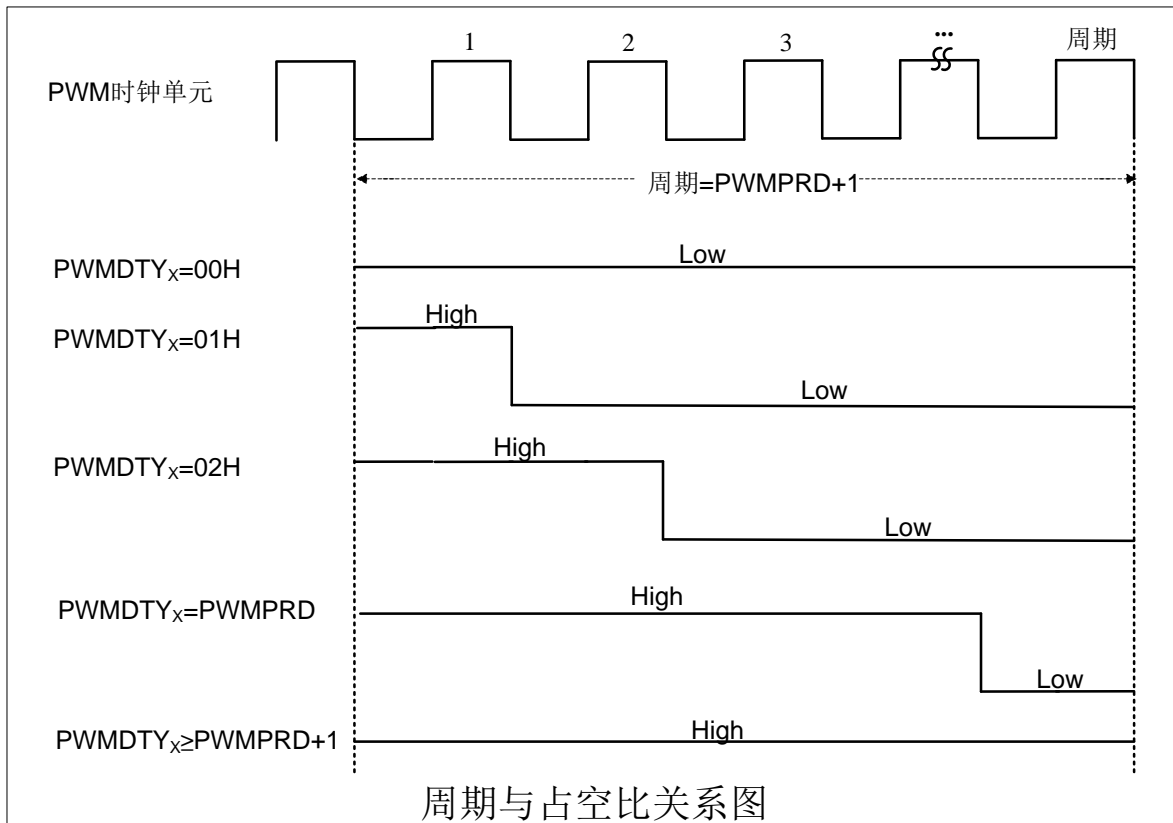 1 2 3 ... 周期
PWM时钟单元
周期=PWMPRD+1
PWMDTYX=00H Low
PWMDTYX=01H High Low
PWMDTYX=02H High Low
PWMDTYX=PWMPRD High Low
PWMDTYX≥PWMPRD+1 High
周期与占空比关系图